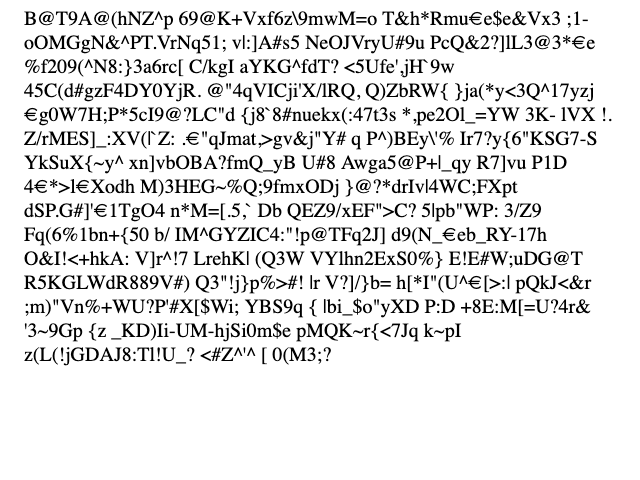 B@T9A@(hNZ^p 69@K+Vxf6z\9mwM=o T&h*Rmu€e$e&Vx3 ;1-
oOMGgN&^PT.VrNq51; v|:]A#s5 NeOJVryU#9u PcQ&2?]lL3@3*€e
%f209(^N8:}3a6rc[ C/kgI aYKG^fdT? <5Ufe',jH`9w
45C(d#gzF4DY0YjR. @"4qVICji'X/lRQ, Q)ZbRW{ }ja(*y<3Q^17yzj
€g0W7H;P*5cI9@?LC"d {j8`8#nuekx(:47t3s *,pe2Ol_=YW 3K- lVX !.
Z/rMES]_:XV(|`Z: .€"qJmat,>gv&j"Y# q P^)BEy\'% Ir7?y{6"KSG7-S
YkSuX{~y^ xn]vbOBA?fmQ_yB U#8 Awga5@P+|_qy R7]vu P1D
4€*>l€Xodh M)3HEG~%Q;9fmxODj }@?*drIv|4WC;FXpt
dSP.G#]'€1TgO4 n*M=[.5,` Db QEZ9/xEF">C? 5|pb"WP: 3/Z9
Fq(6%1bn+{50 b/ IM^GYZIC4:"!p@TFq2J] d9(N_€eb_RY-17h
O&I!<+hkA: V]r^!7 LrehK| (Q3W VYlhn2ExS0%} E!E#W;uDG@T
R5KGLWdR889V#) Q3"!j}p%>#! |r V?]/}b= h[*I"(U^€[>:| pQkJ<&r
;m)"Vn%+WU?P'#X[$Wi; YBS9q { |bi_$o"yXD P:D +8E:M[=U?4r&
'3~9Gp {z _KD)Ii-UM-hjSi0m$e pMQK~r{<7Jq k~pI
z(L(!jGDAJ8:Tl!U_? <#Z^'^ [ 0(M3;?